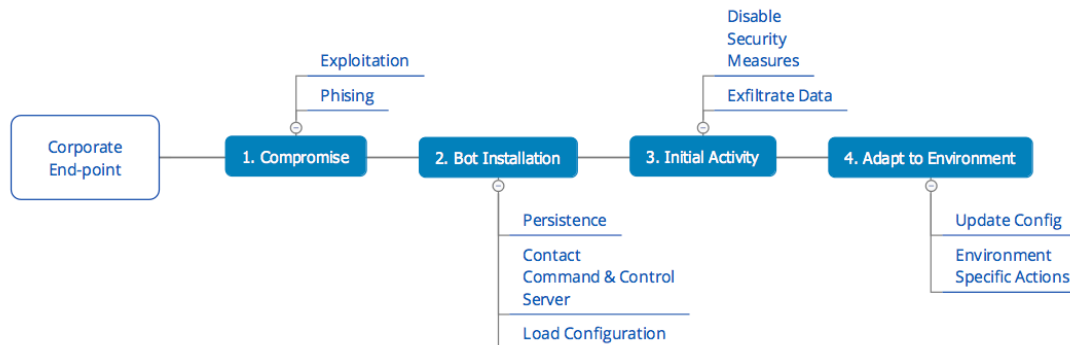 Corporate
End-point
1. Compromise
Exploitation
Phising
2. Bot Installation
Persistence
Contact
Command & Control
Server
Load Configuration
3. Initial Activity
Disable
Security
Measures
Exfiltrate Data
4. Adapt to Environment
Update Config
Environment
Specific Actions